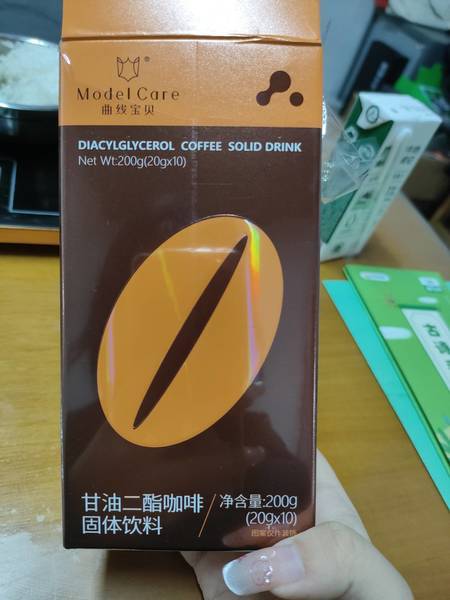 Model Care®
曲线宝贝
DIACYLGLYCEROL COFFEE SOLID DRINK
Net Wt:200g(20gx10)
甘油二酯咖啡
固体饮料
净含量:200g
(20gx10)
图案仅作装饰